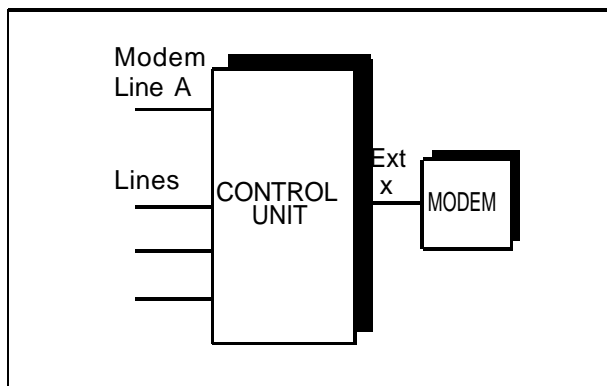 Modem
Line A
Lines
CONTROL
UNIT
Ext
x
MODEM